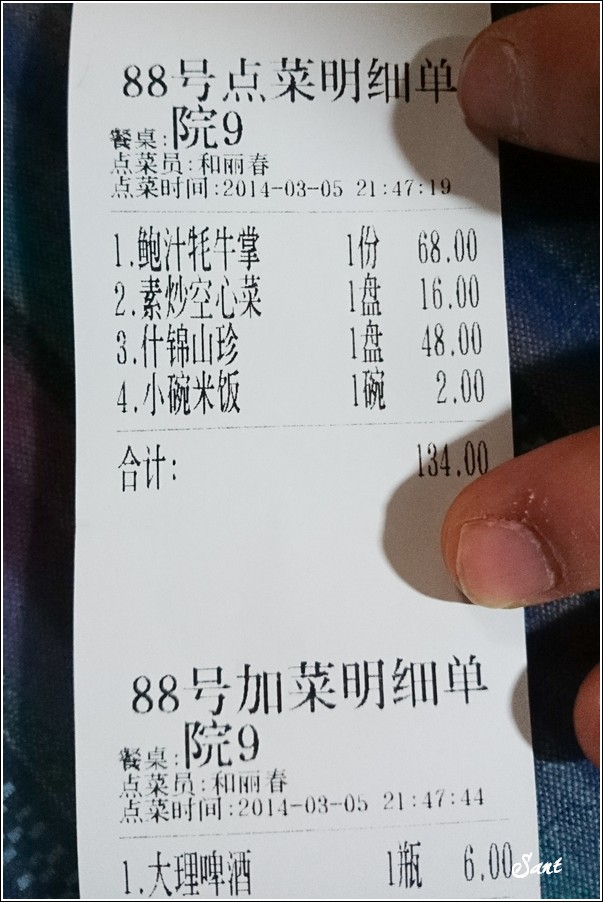 88号点菜明细单
餐桌:院9
点菜员:和丽春
点菜时间:2014-03-05 21:47:19
1.鲍汁牦牛掌 1份 68.00
2.素炒空心菜 1盘 16.00
3.什锦山珍 1盘 48.00
4.小碗米饭 1碗 2.00
合计: 134.00
88号加菜明细单
餐桌:院9
点菜员:和丽春
点菜时间:2014-03-05 21:47:44
1.大理啤酒 1瓶 6.00
Sant